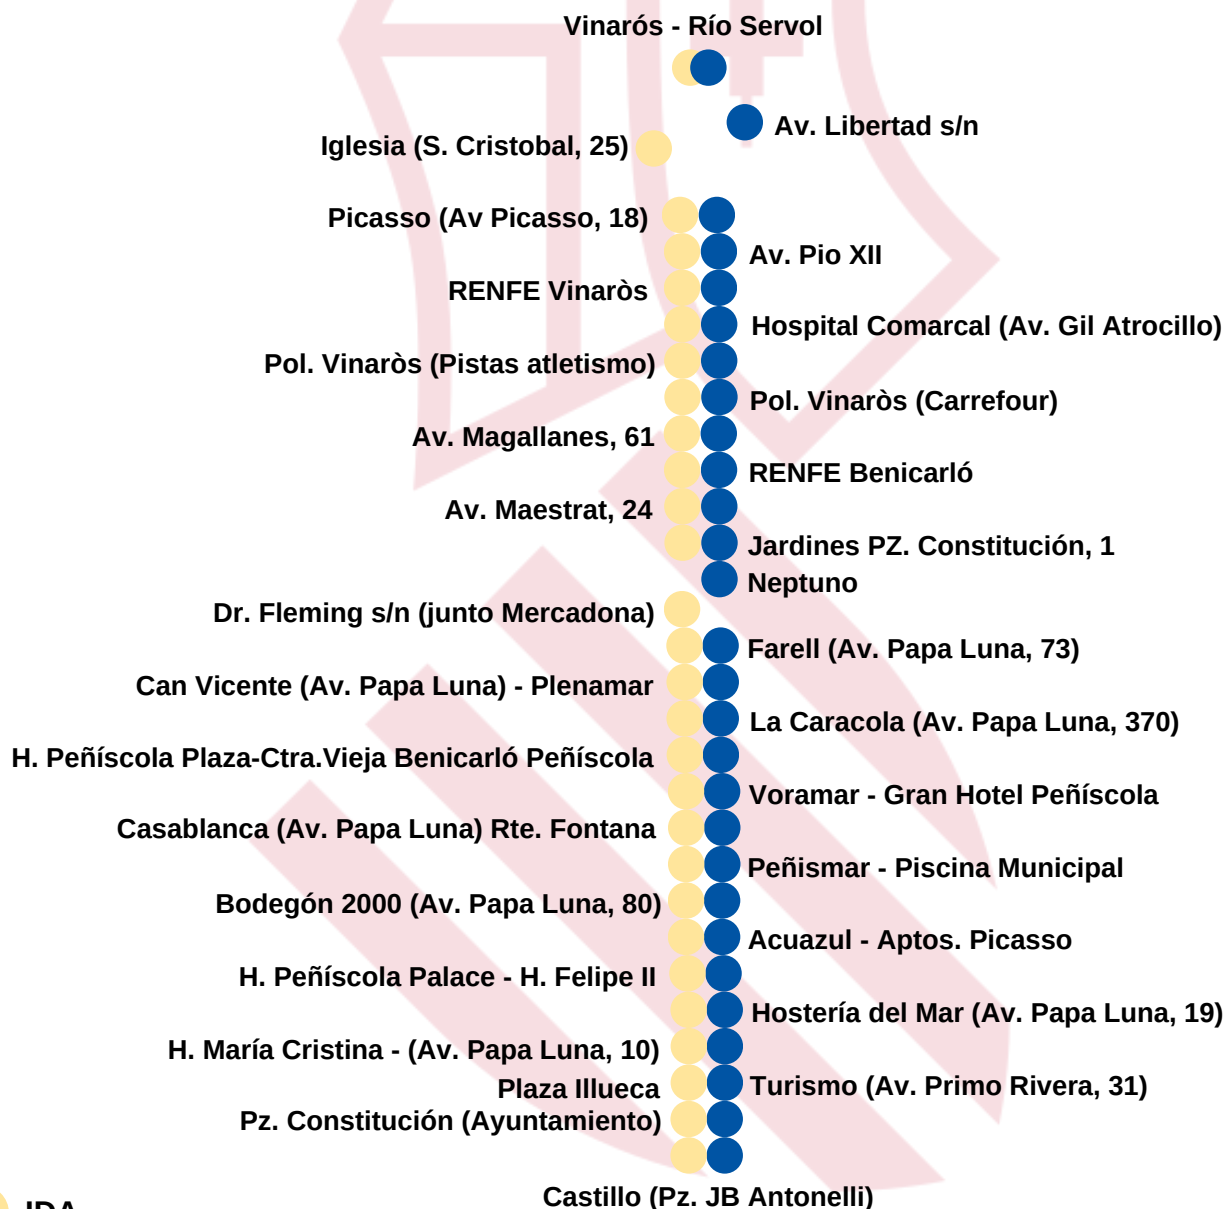 Vinarós - Río Servol
Av. Libertad s/n
Iglesia (S. Cristobal, 25)
Picasso (Av Picasso, 18)
Av. Pio XII
RENFE Vinaròs
Hospital Comarcal (Av. Gil Atrocillo)
Pol. Vinaròs (Pistas atletismo)
Pol. Vinaròs (Carrefour)
Av. Magallanes, 61
RENFE Benicarló
Av. Maestrat, 24
Jardines PZ. Constitución, 1
Neptuno
Dr. Fleming s/n (junto Mercadona)
Farell (Av. Papa Luna, 73)
Can Vicente (Av. Papa Luna) - Plenamar
La Caracola (Av. Papa Luna, 370)
H. Peñíscola Plaza-Ctra.Vieja Benicarló Peñíscola
Voramar - Gran Hotel Peñíscola
Casablanca (Av. Papa Luna) Rte. Fontana
Peñismar - Piscina Municipal
Bodegón 2000 (Av. Papa Luna, 80)
Acuazul - Aptos. Picasso
H. Peñíscola Palace - H. Felipe II
Hostería del Mar (Av. Papa Luna, 19)
H. María Cristina - (Av. Papa Luna, 10)
Turismo (Av. Primo Rivera, 31)
Plaza Illueca
Pz. Constitución (Ayuntamiento)
Castillo (Pz. JB Antonelli)
IDA